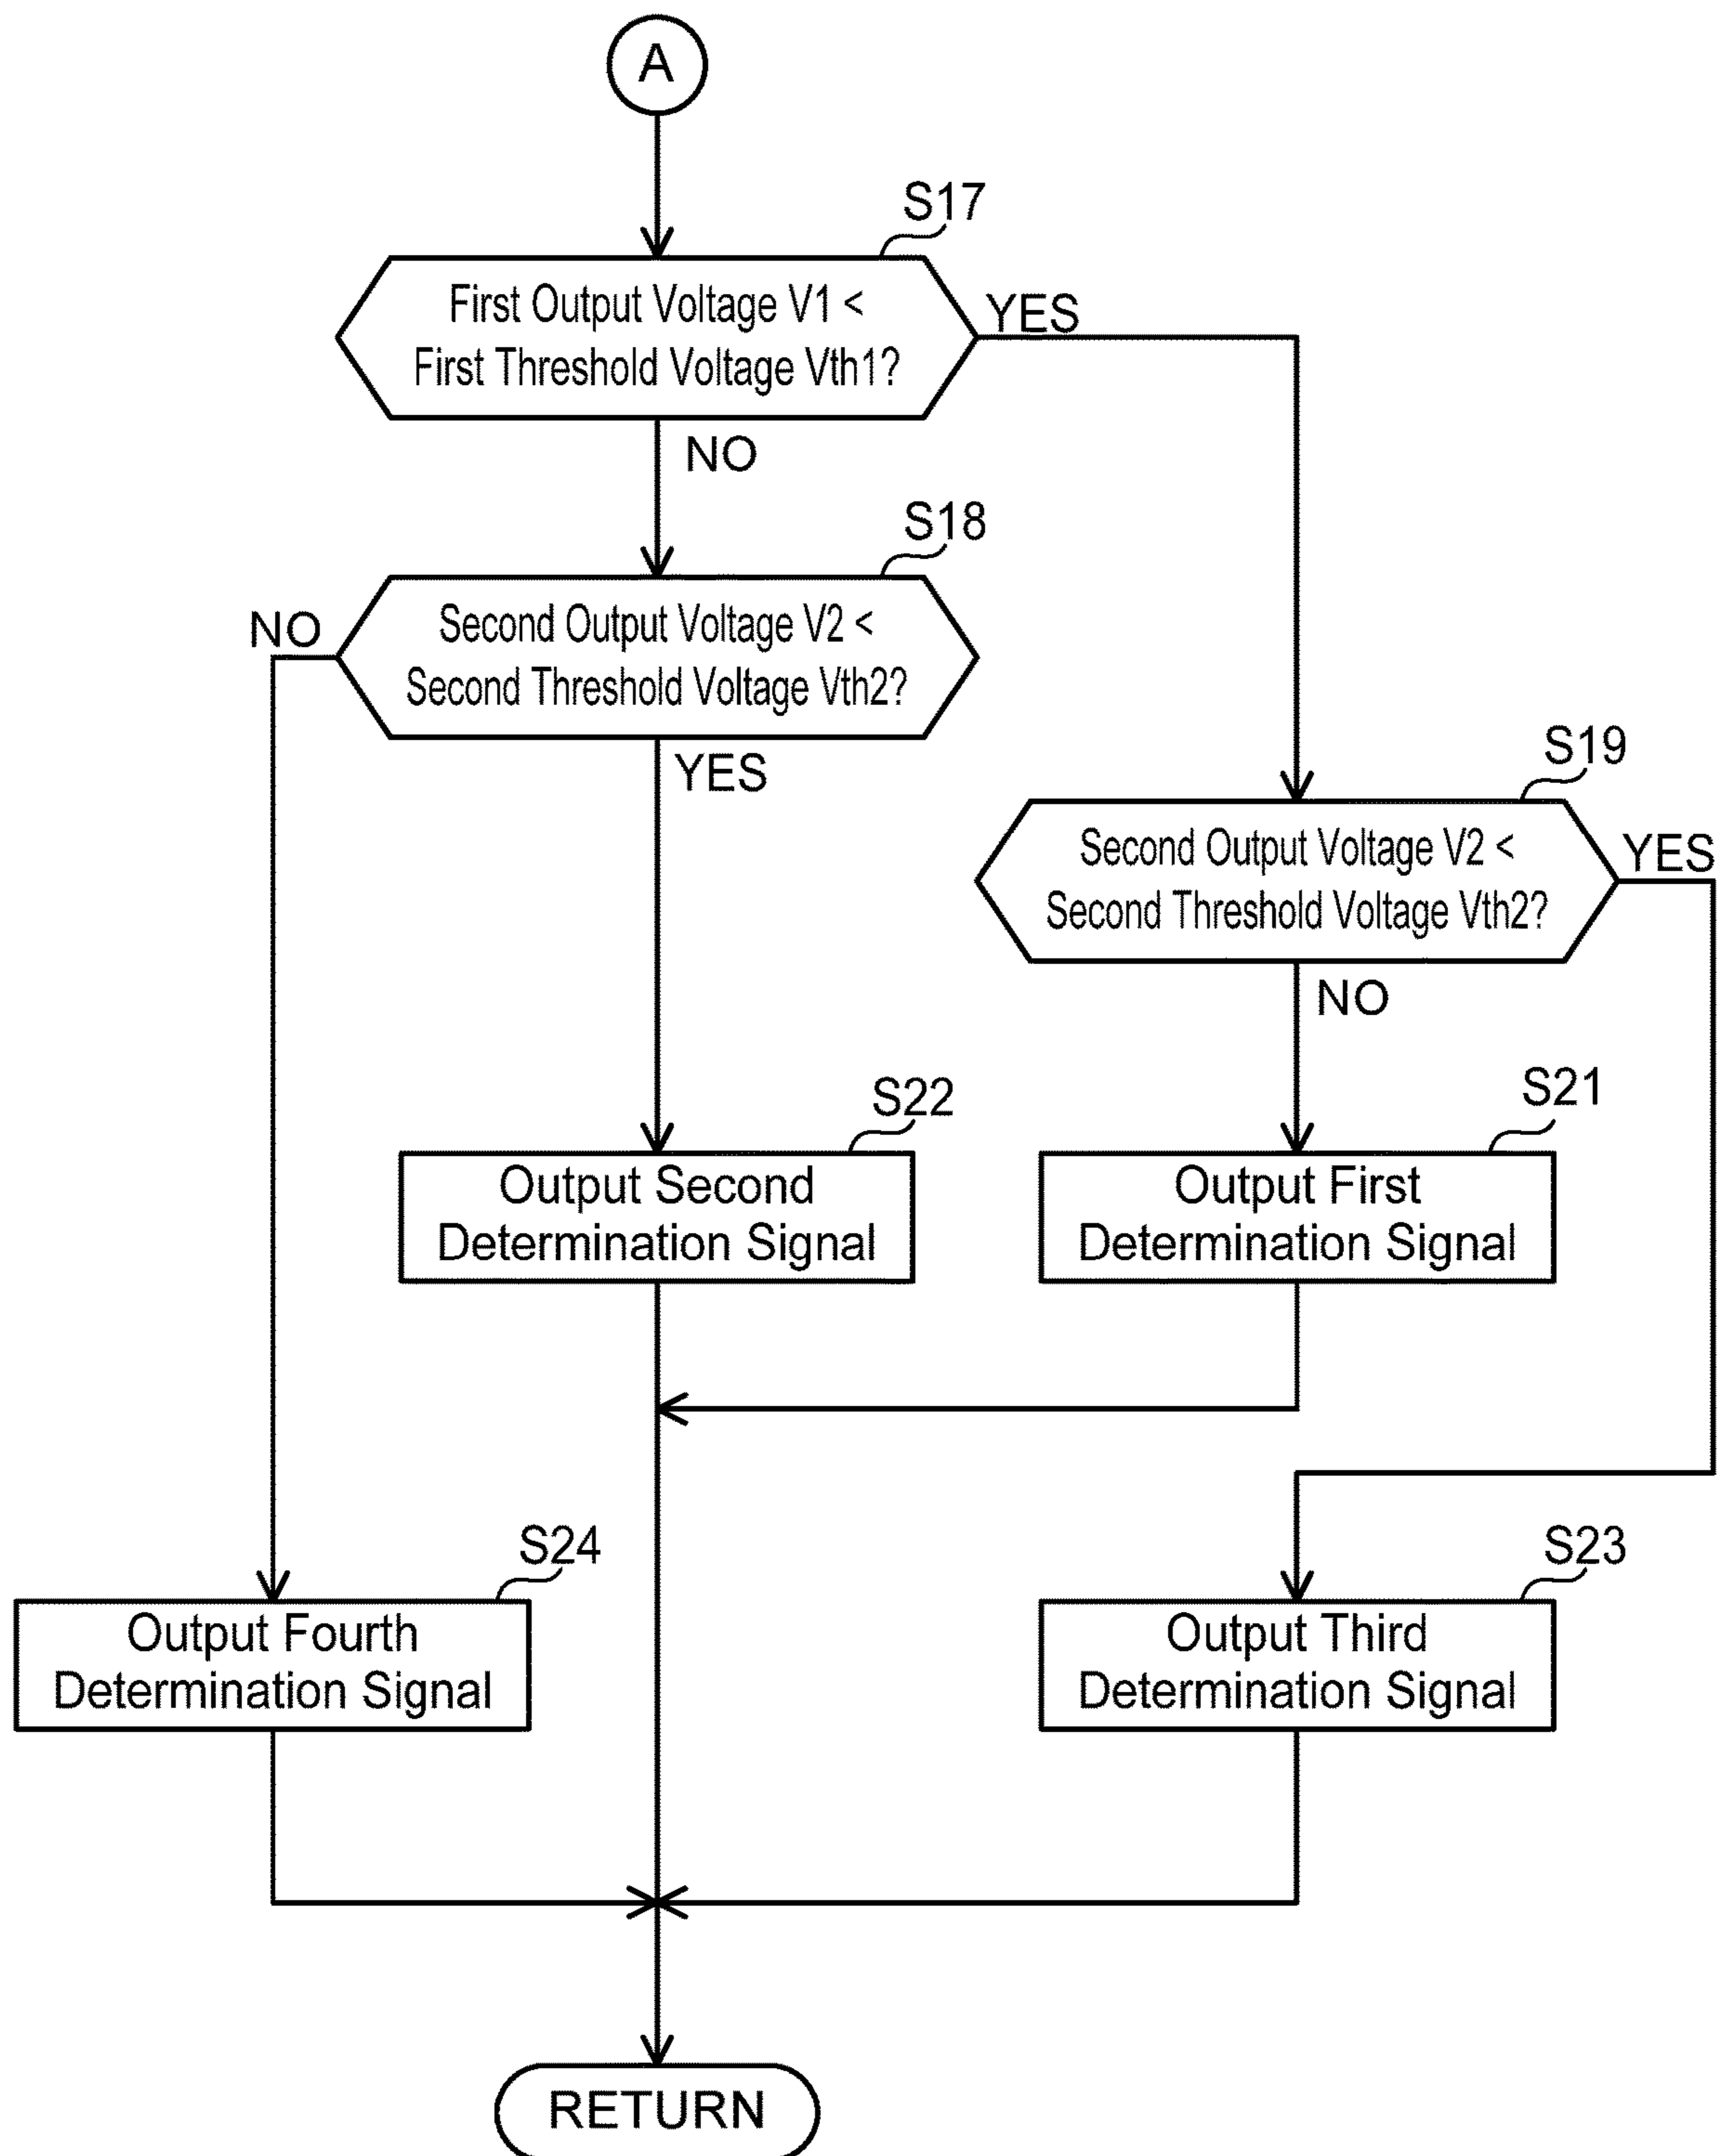 A
S17
First Output Voltage V1 <
First Threshold Voltage Vth1?
YES
NO
S18
Second Output Voltage V2 <
Second Threshold Voltage Vth2?
NO
YES
S19
Second Output Voltage V2 <
Second Threshold Voltage Vth2?
YES
NO
S22
Output Second
Determination Signal
S21
Output First
Determination Signal
S24
Output Fourth
Determination Signal
S23
Output Third
Determination Signal
RETURN